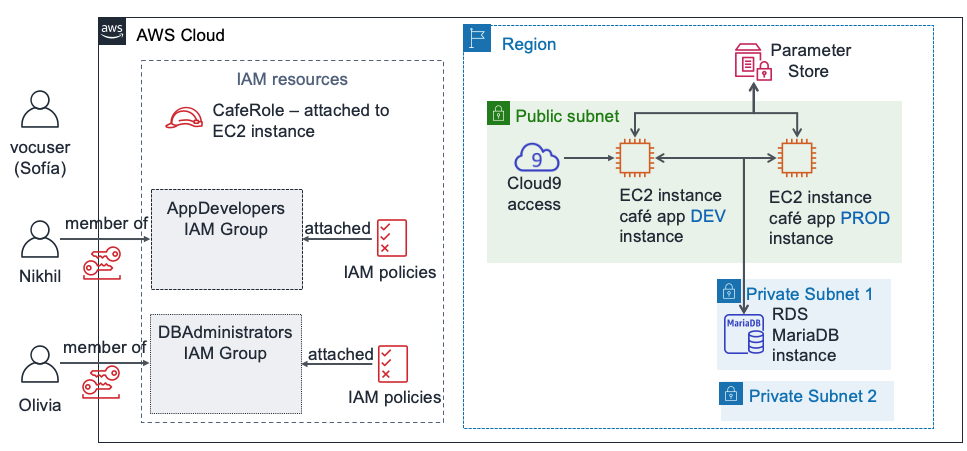 aws
AWS Cloud
IAM resources
CafeRole – attached to
EC2 instance
vocuser
(Sofía)
member of
Nikhil
AppDevelopers
IAM Group
attached
IAM policies
member of
Olivia
DBAdministrators
IAM Group
attached
IAM policies
Region
Parameter
Store
Public subnet
9
Cloud9
access
EC2 instance
café app DEV
instance
EC2 instance
café app PROD
instance
Private Subnet 1
MariaDB
RDS
MariaDB
instance
Private Subnet 2